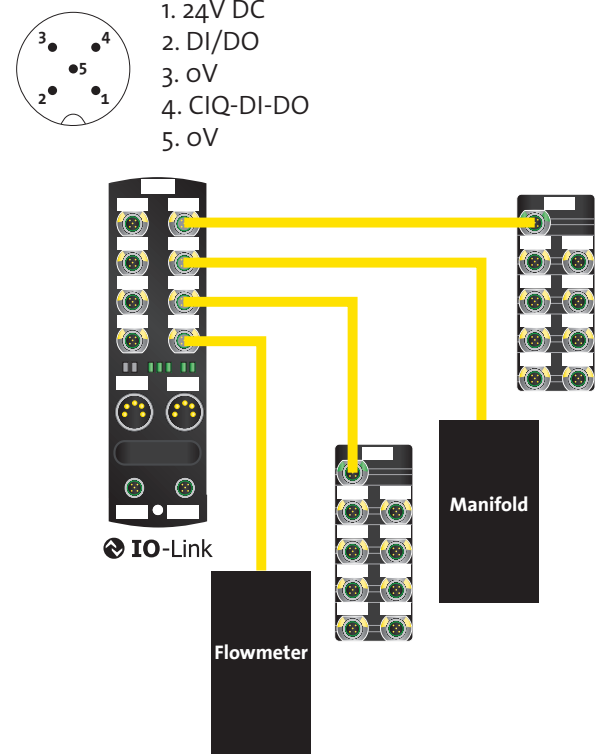 1. 24V DC
3 4
2. DI/DO
5
3. 0V
2 1
4. CIQ-DI-DO
5. 0V
Manifold
IO-Link
Flowmeter